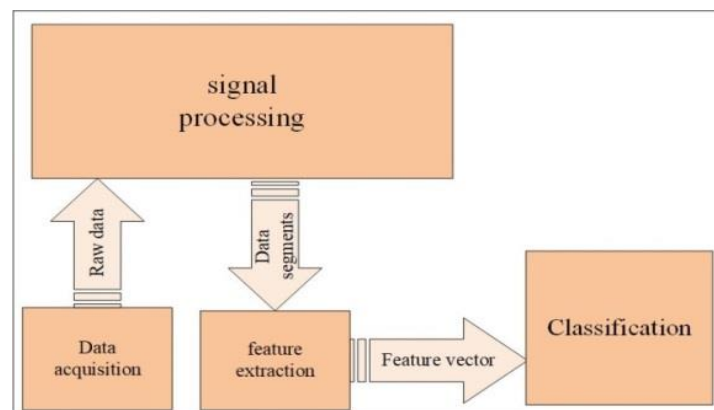 signal
processing
Raw data
Data
segments
Data
acquisition
feature
extraction
Feature vector
Classification